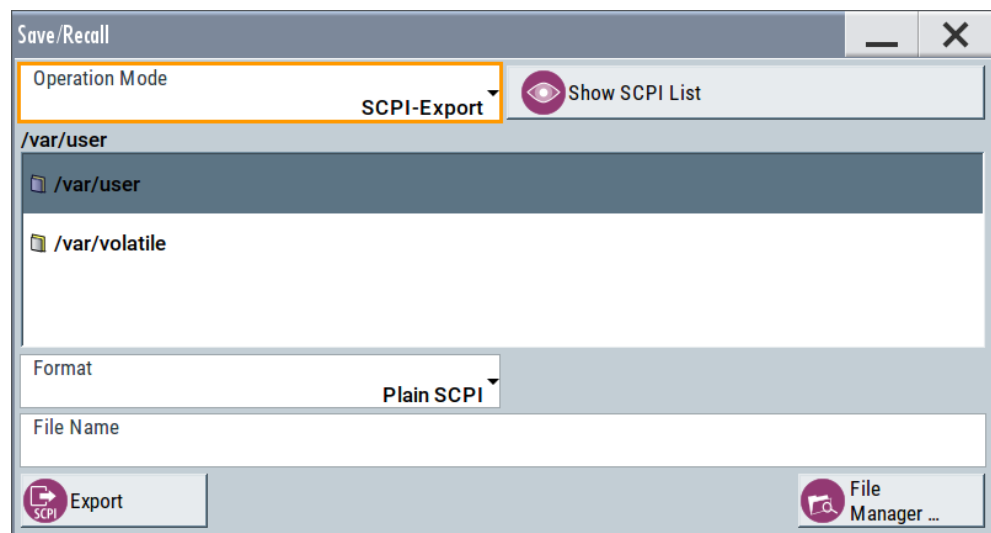 Save/Recall
Operation Mode
SCPI-Export
Show SCPI List
/var/user
/var/user
/var/volatile
Format
Plain SCPI
File Name
SCPI
Export
File
Manager ...